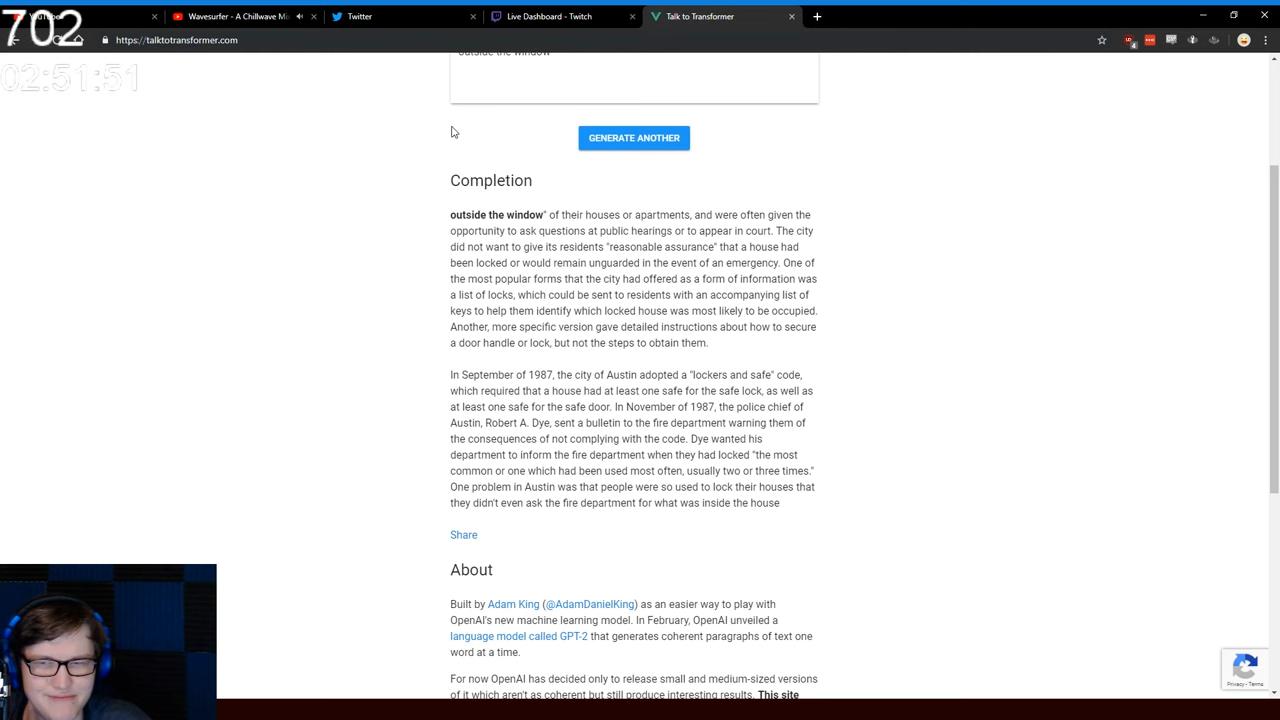 702
Wavesurfer - A Chillwave Mi
Twitter
Live Dashboard - Twitch
Talk to Transformer
https://talktotransformer.com
02:51:51
outside the window
GENERATE ANOTHER
Completion
outside the window" of their houses or apartments, and were often given the
opportunity to ask questions at public hearings or to appear in court. The city
did not want to give its residents "reasonable assurance" that a house had
been locked or would remain unguarded in the event of an emergency. One of
the most popular forms that the city had offered as a form of information was
a list of locks, which could be sent to residents with an accompanying list of
keys to help them identify which locked house was most likely to be occupied.
Another, more specific version gave detailed instructions about how to secure
a door handle or lock, but not the steps to obtain them.
In September of 1987, the city of Austin adopted a "lockers and safe" code,
which required that a house had at least one safe for the safe lock, as well as
at least one safe for the safe door. In November of 1987, the police chief of
Austin, Robert A. Dye, sent a bulletin to the fire department warning them of
the consequences of not complying with the code. Dye wanted his
department to inform the fire department when they had locked "the most
common or one which had been used most often, usually two or three times."
One problem in Austin was that people were so used to lock their houses that
they didn't even ask the fire department for what was inside the house
Share
About
Built by Adam King (@AdamDanielKing) as an easier way to play with
OpenAI's new machine learning model. In February, OpenAI unveiled a
language model called GPT-2 that generates coherent paragraphs of text one
word at a time.
For now OpenAI has decided only to release small and medium-sized versions
of it which aren't as coherent but still produce interesting results. This site
Privacy - Terms